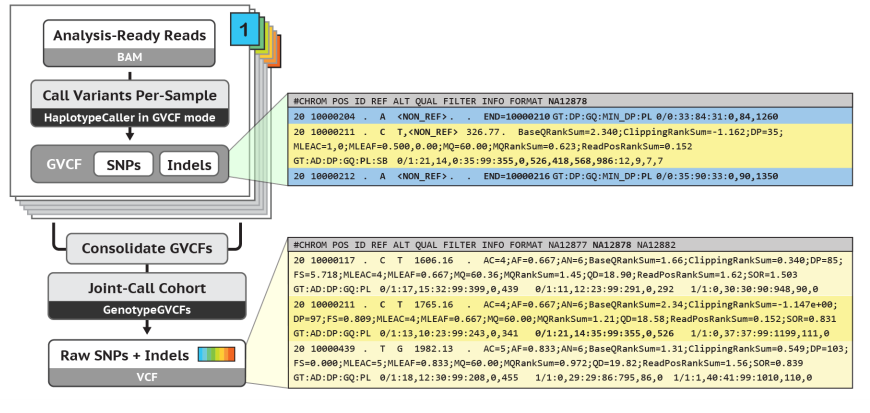 1
Analysis-Ready Reads
BAM
Call Variants Per-Sample
HaplotypeCaller in GVCF mode
GVCF SNPs Indels
#CHROM POS ID REF ALT QUAL FILTER INFO FORMAT NA12878
20 10000204 . A <NON_REF> . . END=10000210 GT:DP:GQ:MIN_DP:PL 0/0:33:84:31:0,84,1260
20 10000211 . C T,<NON_REF> 326.77. BaseQRankSum=2.340;ClippingRankSum=-1.162;DP=35;
MLEAC=1,0;MLEAF=0.500,0.00;MQ=60.00;MQRankSum=0.623;ReadPosRankSum=0.152
GT:AD:DP:GQ:PL:SB 0/1:21,14,0:35:99:355,0,526,418,568,986:12,9,7,7
20 10000212 . A <NON_REF> . . END=10000216 GT:DP:GQ:MIN_DP:PL 0/0:35:90:33:0,90,1350
Consolidate GVCFs
Joint-Call Cohort
GenotypeGVCFs
Raw SNPs + Indels
VCF
#CHROM POS ID REF ALT QUAL FILTER INFO FORMAT NA12877 NA12878 NA12882
20 10000117 . C T 1606.16 . AC=4;AF=0.667;AN=6;BaseQRankSum=1.66;ClippingRankSum=0.340;DP=85;
FS=5.718;MLEAC=4;MLEAF=0.667;MQ=60.36;MQRankSum=1.45;QD=18.90;ReadPosRankSum=1.62;SOR=1.503
GT:AD:DP:GQ:PL 0/1:17,15:32:99:399,0,439 0/1:11,12:23:99:291,0,292 1/1:0,30:30:90:948,90,0
20 10000211 . C T 1765.16 . AC=4;AF=0.667;AN=6;BaseQRankSum=2.34;ClippingRankSum=-1.147e+00;
DP=97;FS=0.809;MLEAC=4;MLEAF=0.667;MQ=60.00;MQRankSum=1.21;QD=18.58;ReadPosRankSum=0.152;SOR=0.831
GT:AD:DP:GQ:PL 0/1:13,10:23:99:243,0,341 0/1:21,14:35:99:355,0,526 1/1:0,37:37:99:1199,111,0
20 10000439 . T G 1982.13 . AC=5;AF=0.833;AN=6;BaseQRankSum=1.31;ClippingRankSum=0.549;DP=103;
FS=0.000;MLEAC=5;MLEAF=0.833;MQ=60.00;MQRankSum=0.972;QD=19.82;ReadPosRankSum=1.56;SOR=0.839
GT:AD:DP:GQ:PL 0/1:18,12:30:99:208,0,455 1/1:0,29:29:86:795,86,0 1/1:1,40:41:99:1010,110,0